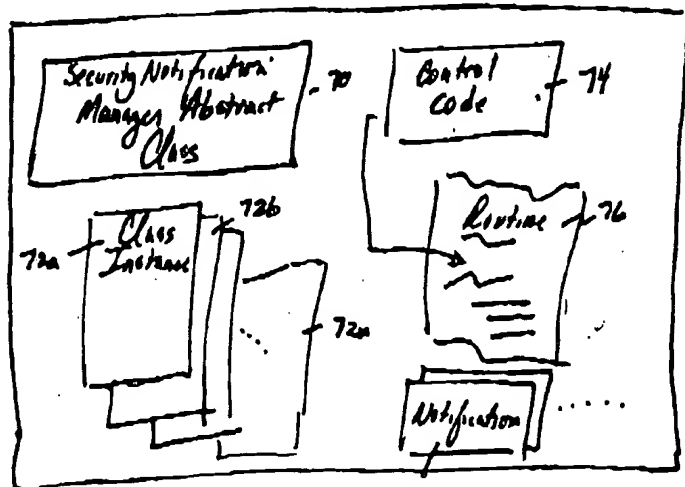 Security Notification
Manager Abstract
Class
70
Control
Code
74
72a
Class
Instance
72b
72n
Routine
76
Notification